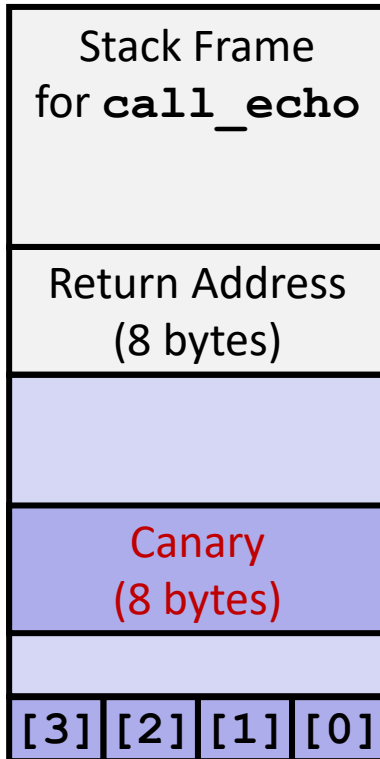 Stack Frame
for call_echo
Return Address
(8 bytes)
Canary
(8 bytes)
[3] [2] [1] [0]